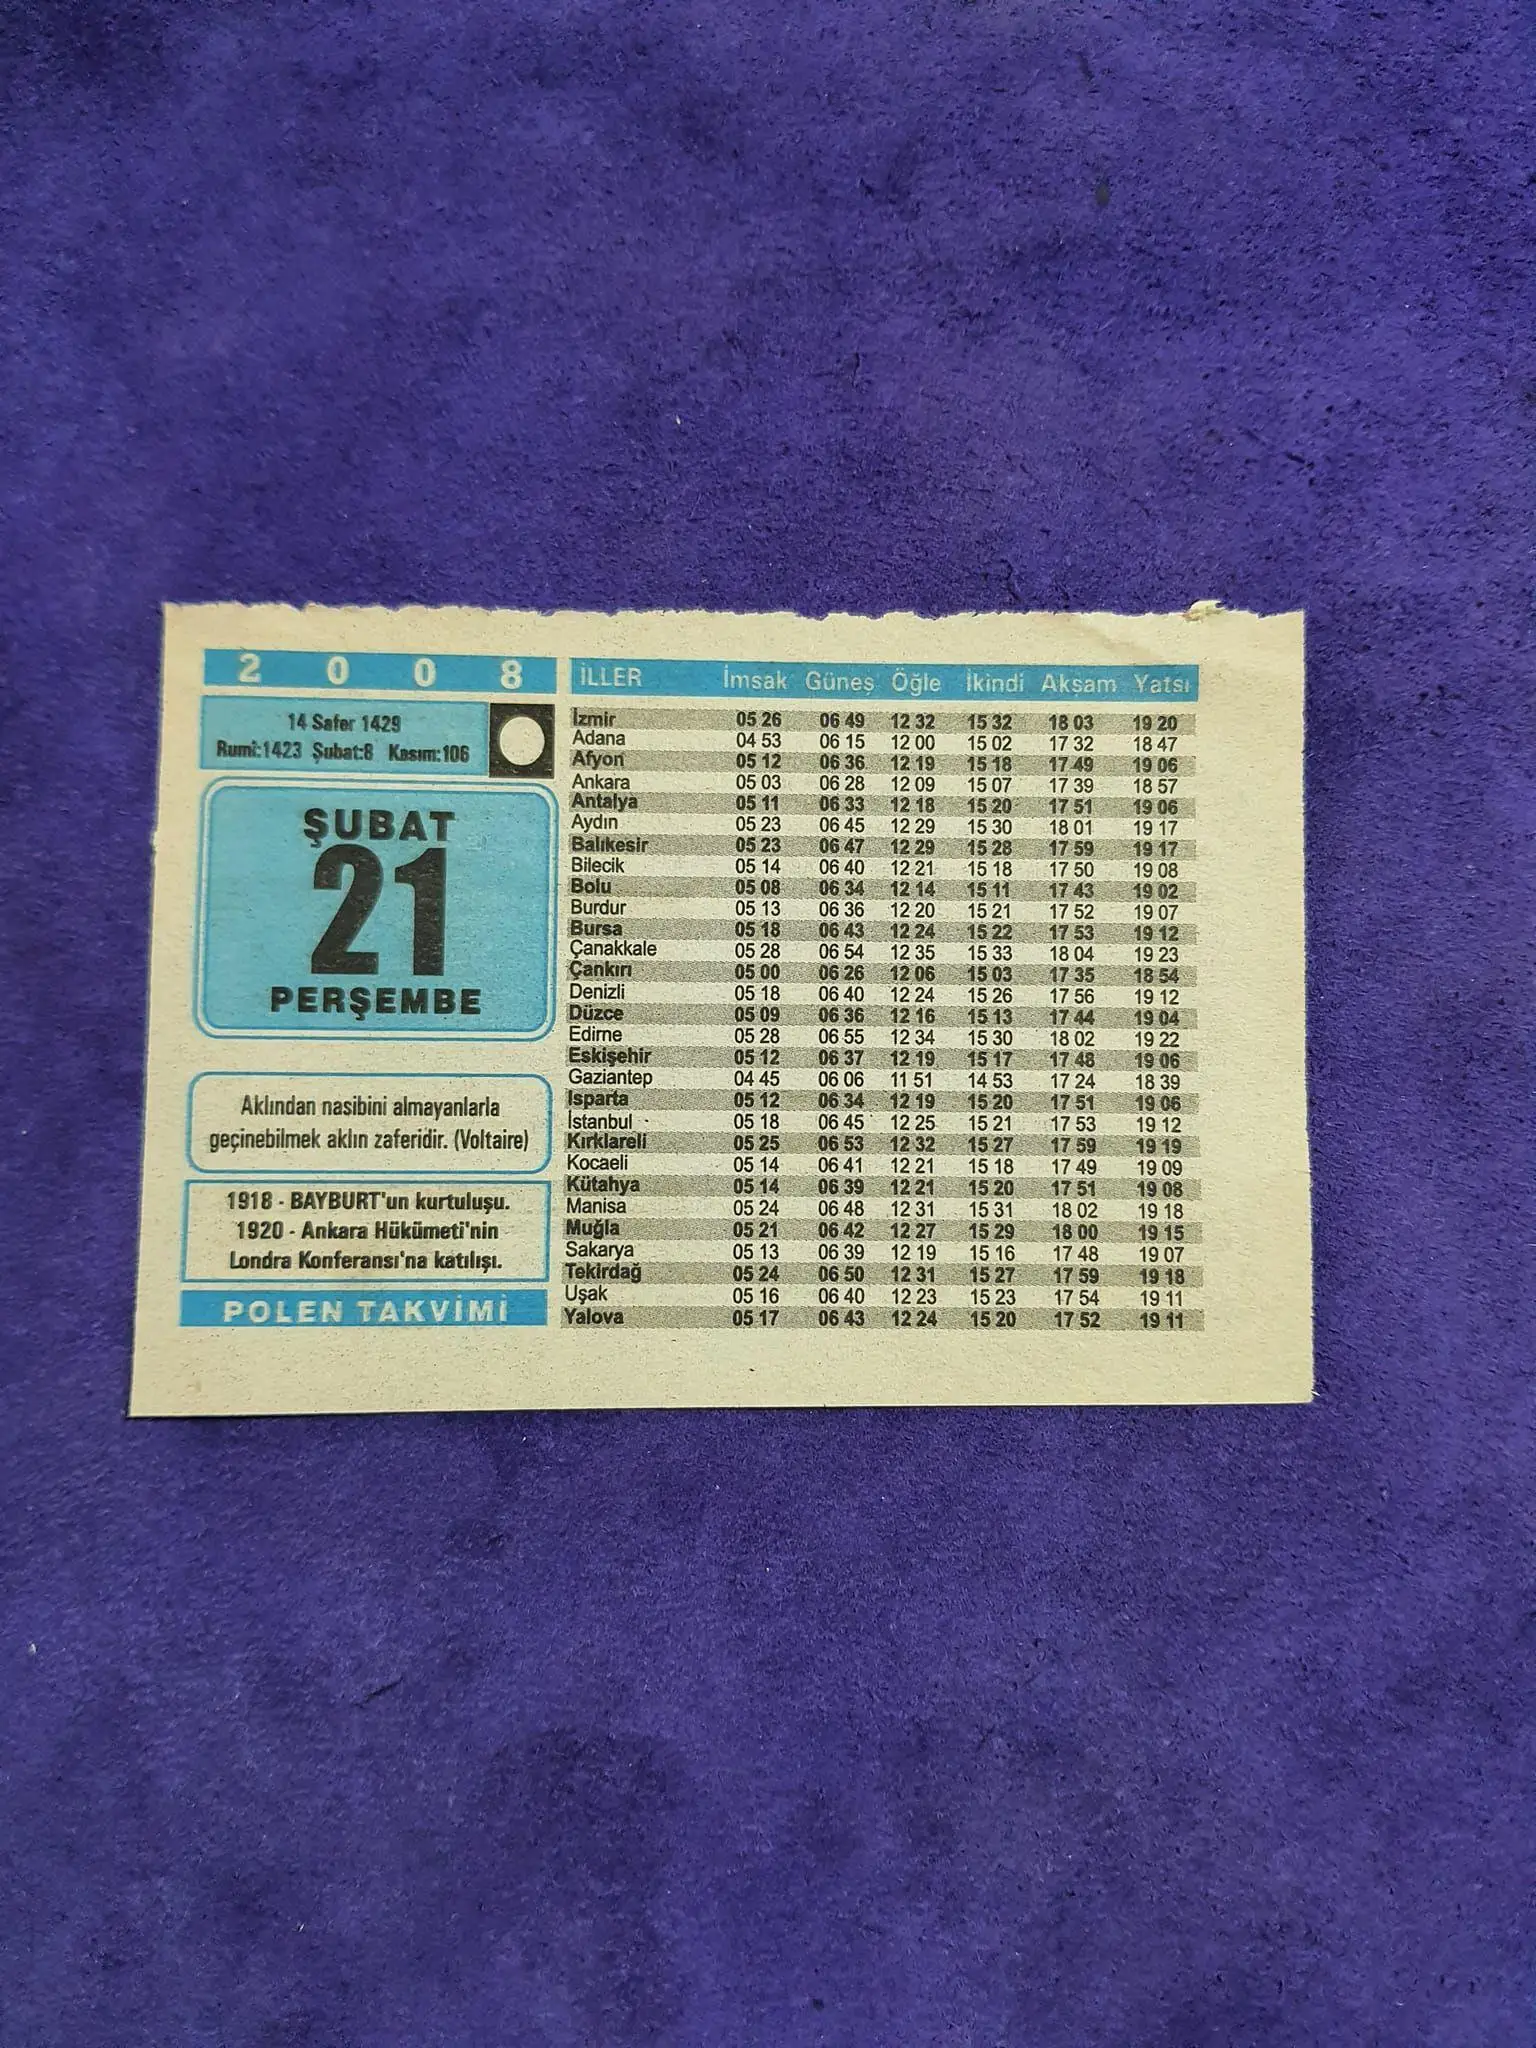 2 0 0 8
14 Safer 1429
Rumi:1423 Şubat:8 Kasım:106
ŞUBAT
21
PERŞEMBE
Aklından nasibini almayanlarla
geçinebilmek aklın zaferidir. (Voltaire)
1918 - BAYBURT'un kurtuluşu.
1920 - Ankara Hükümeti'nin
Londra Konferansı'na katılışı.
POLEN TAKVİMİ
İLLER İmsak Güneş Öğle İkindi Akşam Yatsı
İzmir 05 26 06 49 12 32 15 32 18 03 19 20
Adana 04 53 06 15 12 00 15 02 17 32 18 47
Afyon 05 12 06 36 12 19 15 18 17 49 19 06
Ankara 05 03 06 28 12 09 15 07 17 39 18 57
Antalya 05 11 06 33 12 18 15 20 17 51 19 06
Aydın 05 23 06 45 12 29 15 30 18 01 19 17
Balıkesir 05 23 06 47 12 29 15 28 17 59 19 17
Bilecik 05 14 06 40 12 21 15 18 17 50 19 08
Bolu 05 08 06 34 12 14 15 11 17 43 19 02
Burdur 05 13 06 36 12 20 15 21 17 52 19 07
Bursa 05 18 06 43 12 24 15 22 17 53 19 12
Çanakkale 05 28 06 54 12 35 15 33 18 04 19 23
Çankırı 05 00 06 26 12 06 15 03 17 35 18 54
Denizli 05 18 06 40 12 24 15 26 17 56 19 12
Düzce 05 09 06 36 12 16 15 13 17 44 19 04
Edirne 05 28 06 55 12 34 15 30 18 02 19 22
Eskişehir 05 12 06 37 12 19 15 17 17 48 19 06
Gaziantep 04 45 06 06 11 51 14 53 17 24 18 39
Isparta 05 12 06 34 12 19 15 20 17 51 19 06
İstanbul 05 18 06 45 12 25 15 21 17 53 19 12
Kırklareli 05 25 06 53 12 32 15 27 17 59 19 19
Kocaeli 05 14 06 41 12 21 15 18 17 49 19 09
Kütahya 05 14 06 39 12 21 15 20 17 51 19 08
Manisa 05 24 06 48 12 31 15 31 18 02 19 18
Muğla 05 21 06 42 12 27 15 29 18 00 19 15
Sakarya 05 13 06 39 12 19 15 16 17 48 19 07
Tekirdağ 05 24 06 50 12 31 15 27 17 59 19 18
Uşak 05 16 06 40 12 23 15 23 17 54 19 11
Yalova 05 17 06 43 12 24 15 20 17 52 19 11